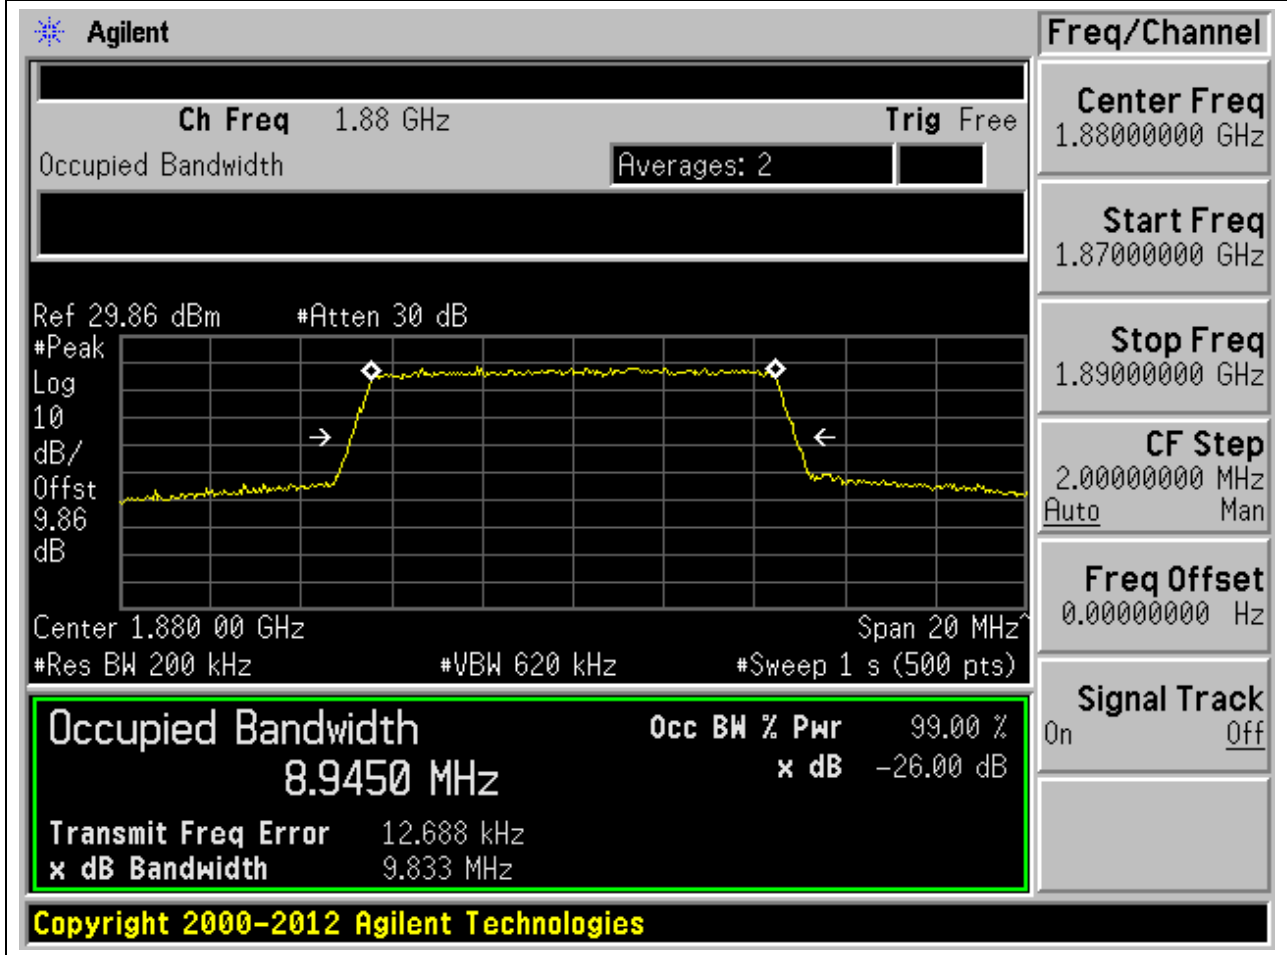 Agilent
Freq/Channel
Ch Freq 1.88 GHz Trig Free
Occupied Bandwidth Averages: 2
Center Freq
1.88000000 GHz
Start Freq
1.87000000 GHz
Stop Freq
1.89000000 GHz
CF Step
2.00000000 MHz
Auto Man
Freq Offset
0.00000000 Hz
Signal Track
On Off
Ref 29.86 dBm #Atten 30 dB
#Peak
Log
10
dB/
Offst
9.86
dB
Center 1.880 00 GHz Span 20 MHz^
#Res BW 200 kHz #VBW 620 kHz #Sweep 1 s (500 pts)
Occupied Bandwidth
8.9450 MHz
Occ BW % Pwr 99.00 %
x dB -26.00 dB
Transmit Freq Error 12.688 kHz
x dB Bandwidth 9.833 MHz
Copyright 2000-2012 Agilent Technologies